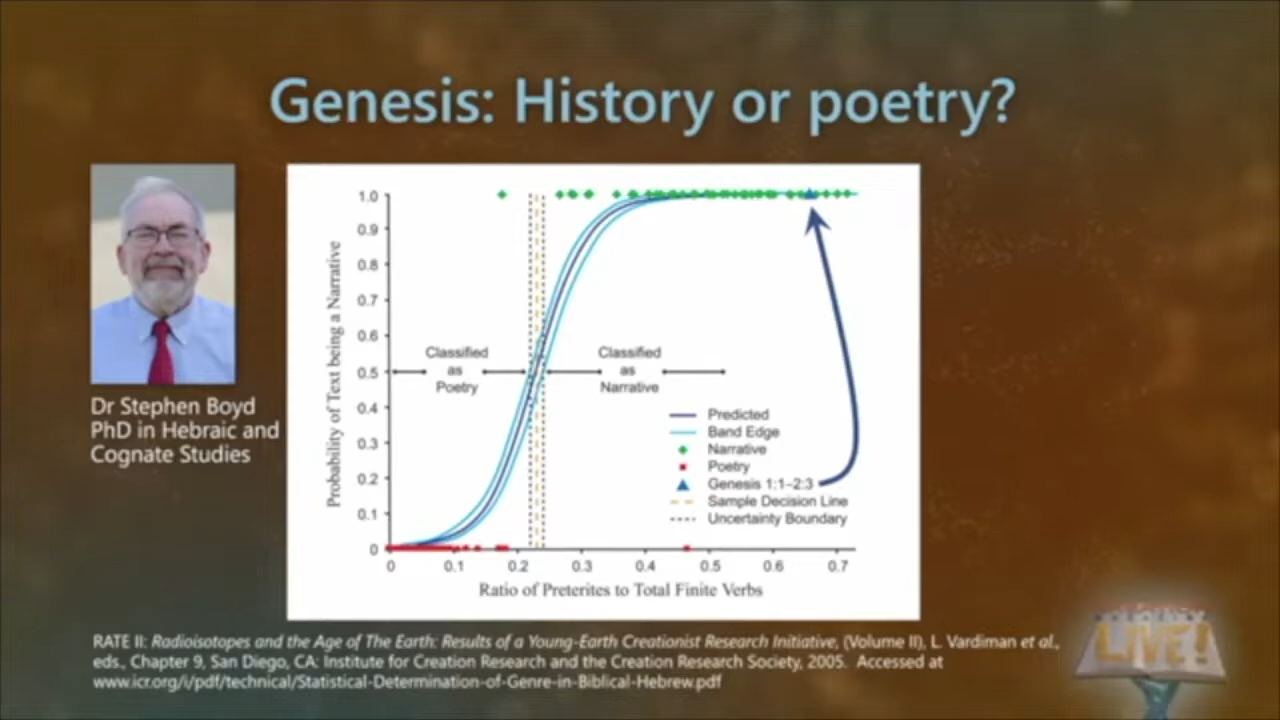 Genesis: History or poetry?
Dr Stephen Boyd
PhD in Hebraic and
Cognate Studies
Probability of Text being a Narrative
1.0
0.9
0.8
0.7
0.6
0.5
0.4
0.3
0.2
0.1
0
Classified
as
Poetry
Classified
as
Narrative
Predicted
Band Edge
Narrative
Poetry
Genesis 1:1–2:3
Sample Decision Line
Uncertainty Boundary
0 0.1 0.2 0.3 0.4 0.5 0.6 0.7
Ratio of Preterites to Total Finite Verbs
RATE II: Radioisotopes and the Age of The Earth: Results of a Young-Earth Creationist Research Initiative, (Volume II), L. Vardiman et al.,
eds., Chapter 9, San Diego, CA: Institute for Creation Research and the Creation Research Society, 2005. Accessed at
www.icr.org/i/pdf/technical/Statistical-Determination-of-Genre-in-Biblical-Hebrew.pdf
LIVE!